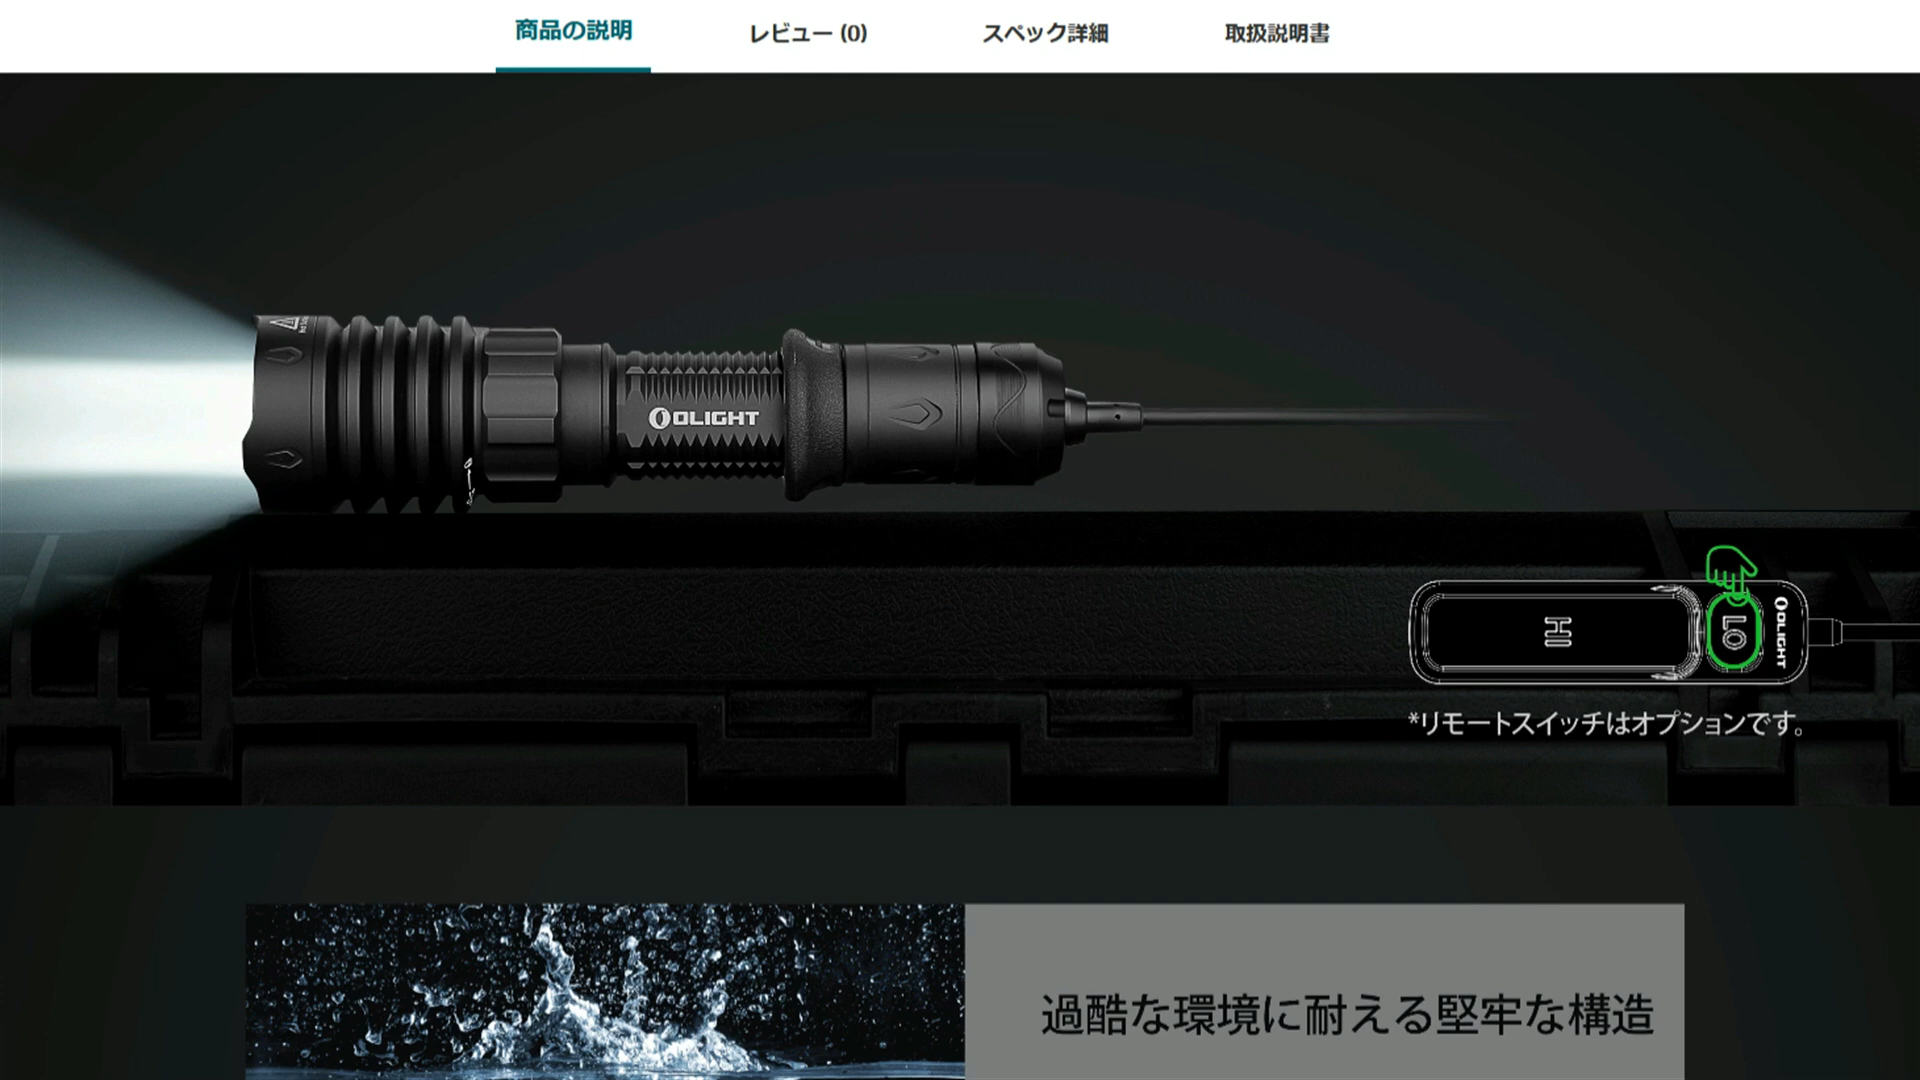 商品の説明
レビュー (0)
スペック詳細
取扱説明書
OLIGHT
HI
LO
OLIGHT
*リモートスイッチはオプションです。
過酷な環境に耐える堅牢な構造